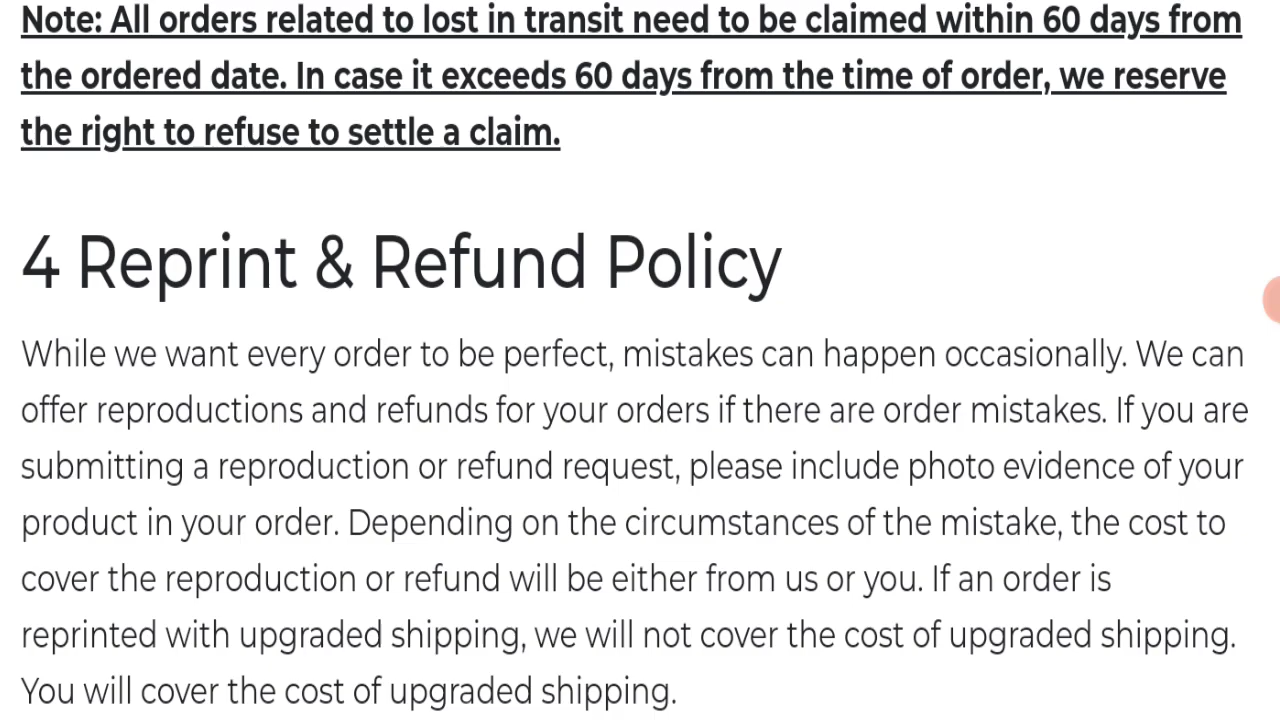 Note: All orders related to lost in transit need to be claimed within 60 days from
the ordered date. In case it exceeds 60 days from the time of order, we reserve
the right to refuse to settle a claim.
4 Reprint & Refund Policy
While we want every order to be perfect, mistakes can happen occasionally. We can
offer reproductions and refunds for your orders if there are order mistakes. If you are
submitting a reproduction or refund request, please include photo evidence of your
product in your order. Depending on the circumstances of the mistake, the cost to
cover the reproduction or refund will be either from us or you. If an order is
reprinted with upgraded shipping, we will not cover the cost of upgraded shipping.
You will cover the cost of upgraded shipping.